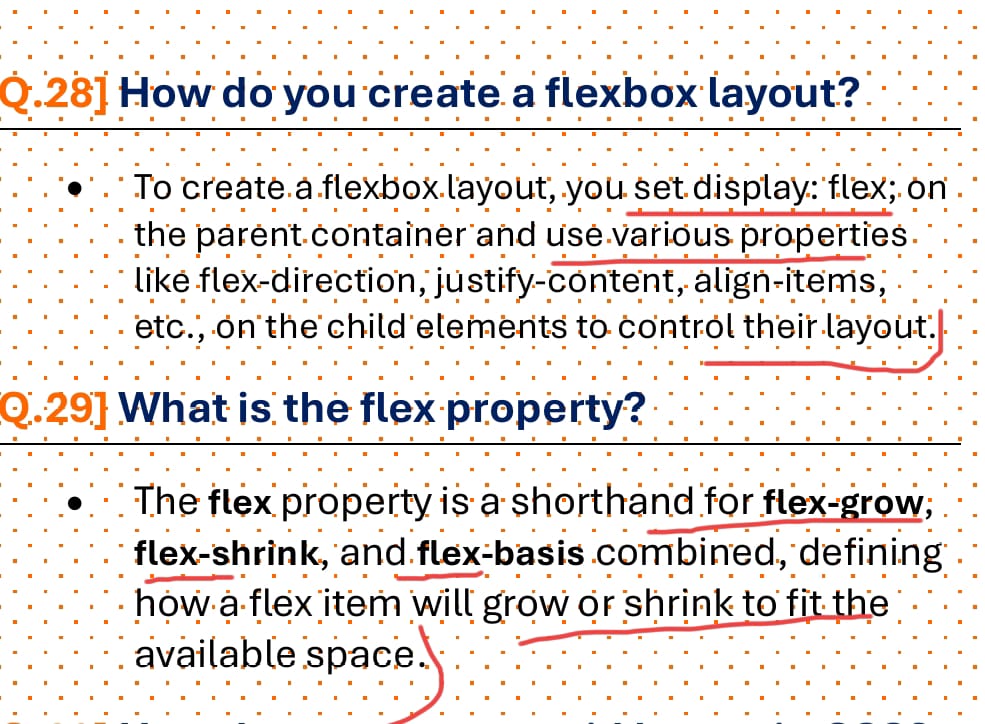 Q.28] How do you create a flexbox layout?
• To create a flexbox layout, you set display: flex; on
the parent container and use various properties
like flex-direction, justify-content, align-items,
etc., on the child elements to control their layout.
Q.29] What is the flex property?
• The flex property is a shorthand for flex-grow,
flex-shrink, and flex-basis combined, defining
how a flex item will grow or shrink to fit the
available space.